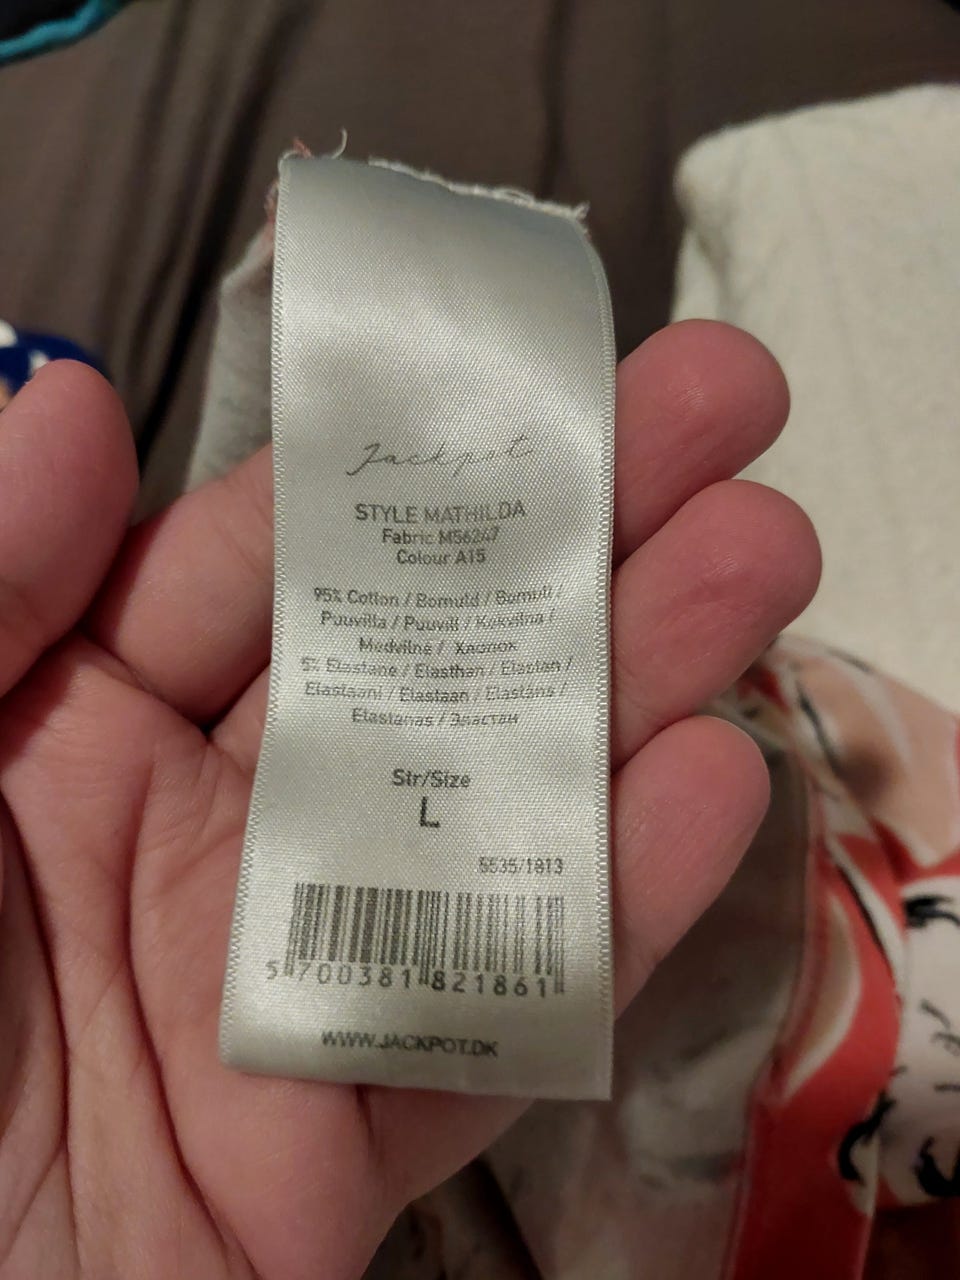 Jackpot
STYLE MATHILDA
Fabric M56247
Colour A15
95% Cotton / Bomuld / Bomull /
Puuvilla / Puuvill / Kokvilna /
Medvilnė / Хлопок
5% Elastane / Elasthan / Elastan /
Elastaani / Elastaan / Elastāns /
Elastanas / Эластан
Str/Size
L
5535/1813
5 700381 821861
WWW.JACKPOT.DK